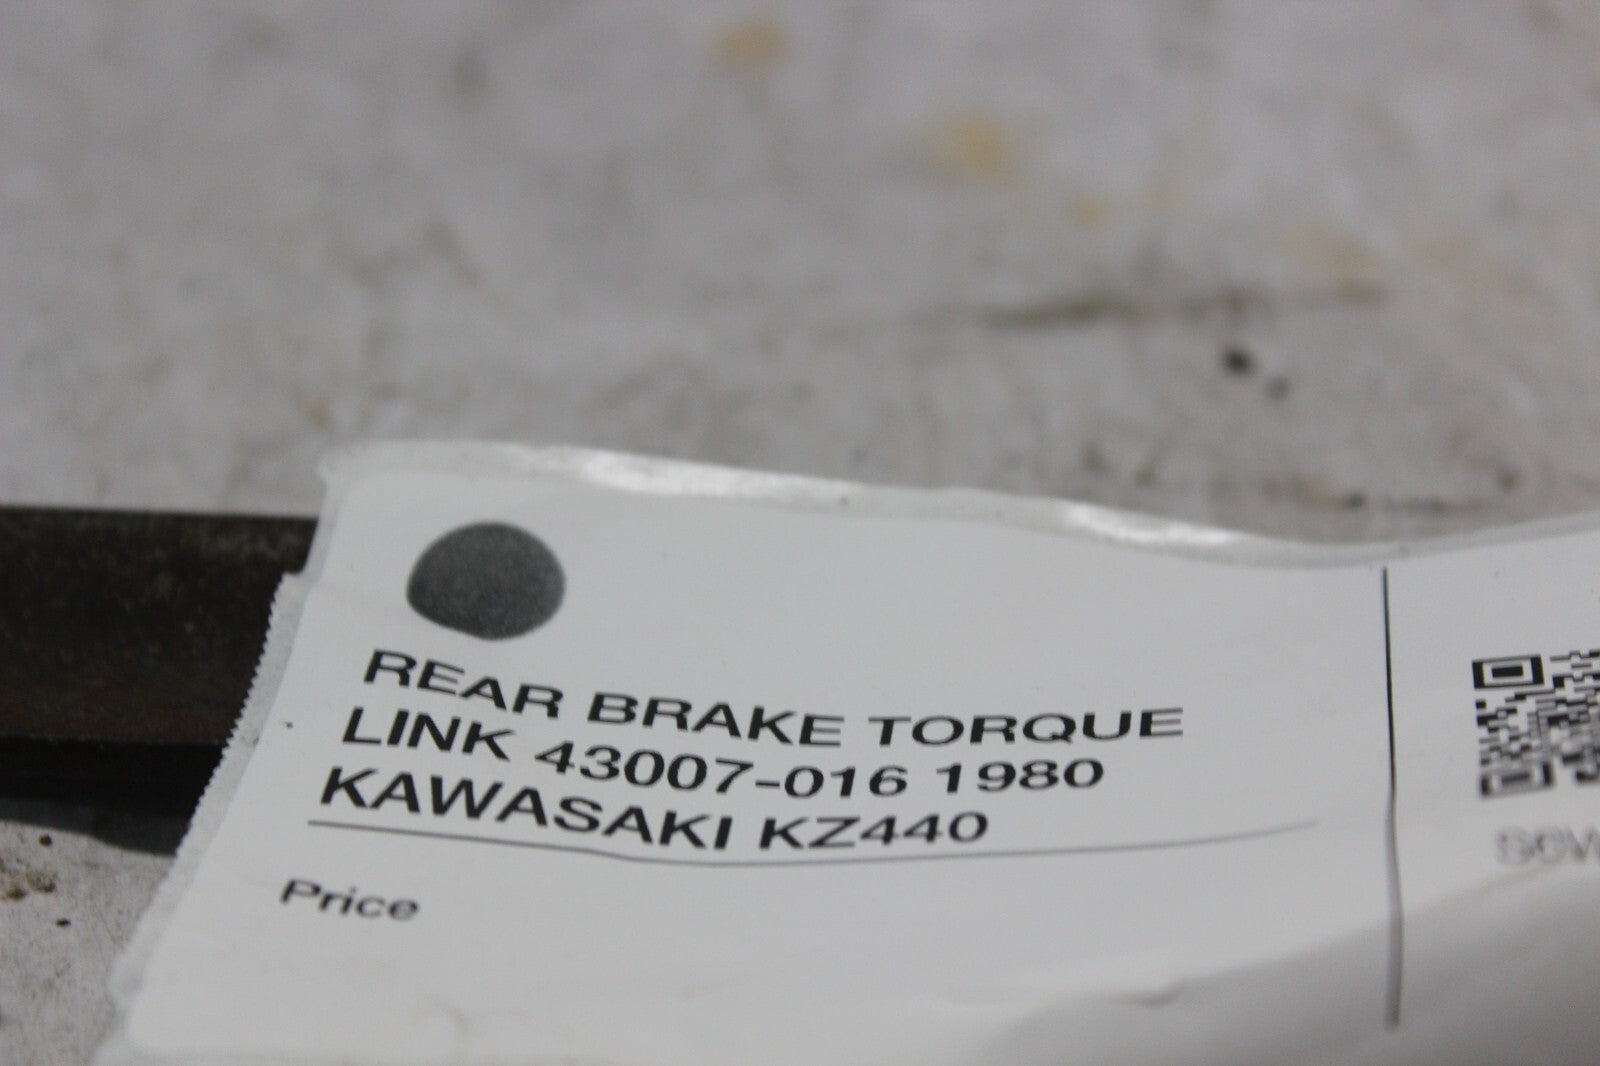 REAR BRAKE TORQUE
LINK 43007-016 1980
KAWASAKI KZ440
Price